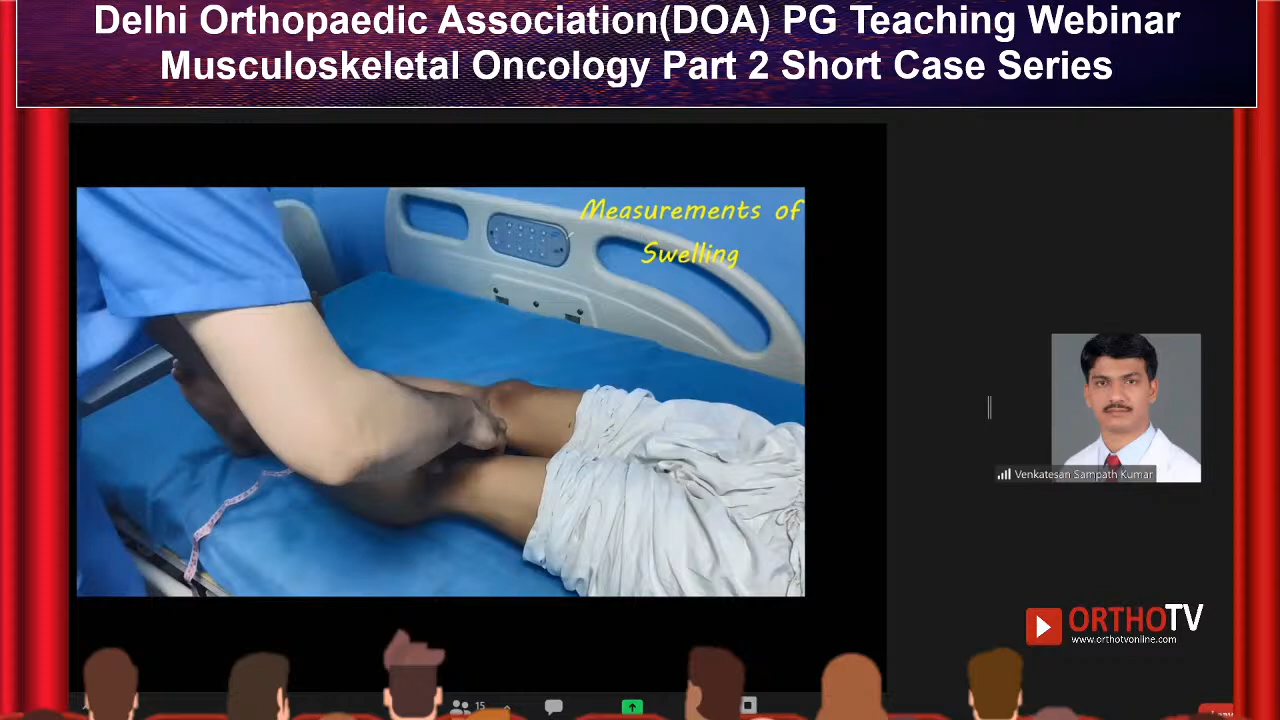 Delhi Orthopaedic Association(DOA) PG Teaching Webinar
Musculoskeletal Oncology Part 2 Short Case Series
Measurements of
Swelling
Venkatesan Sampath Kumar
ORTHOTV
www.orthotvonline.com
15